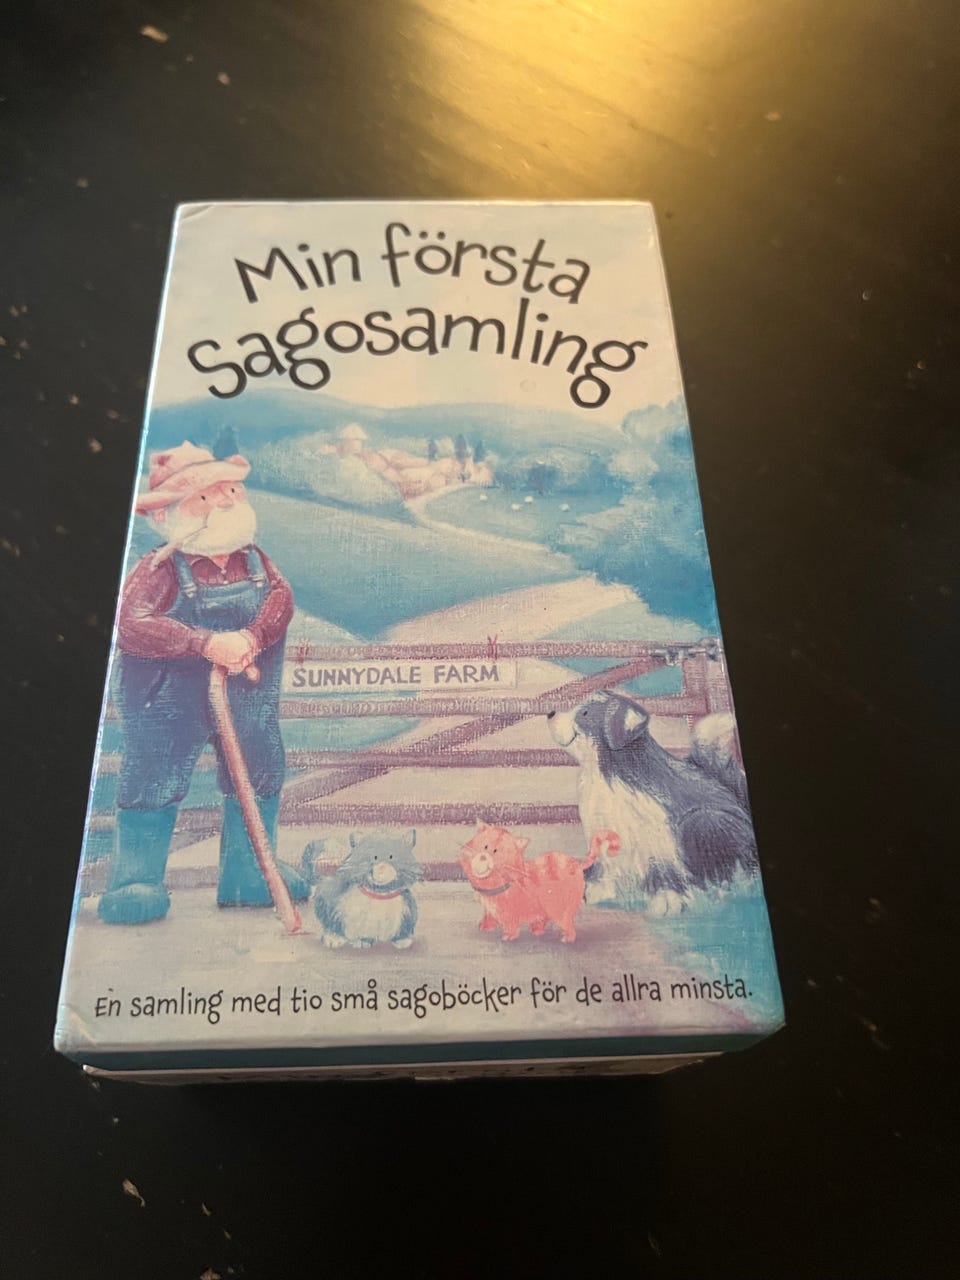 Min första
Sagosamling
SUNNYDALE FARM
En samling med tio små sagoböcker för de allra minsta.